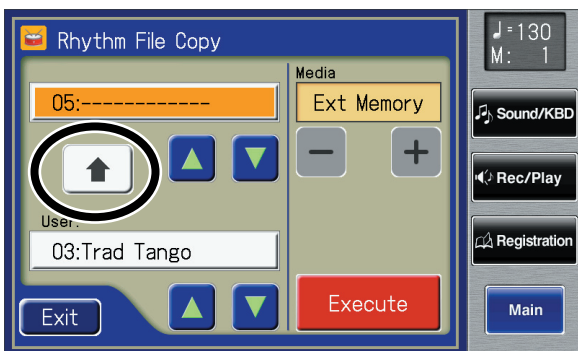 Rhythm File Copy
♩=130
M: 1
Media
05:------------
Ext Memory
Sound/KBD
Rec/Play
User:
03:Trad Tango
Registration
Exit
Execute
Main